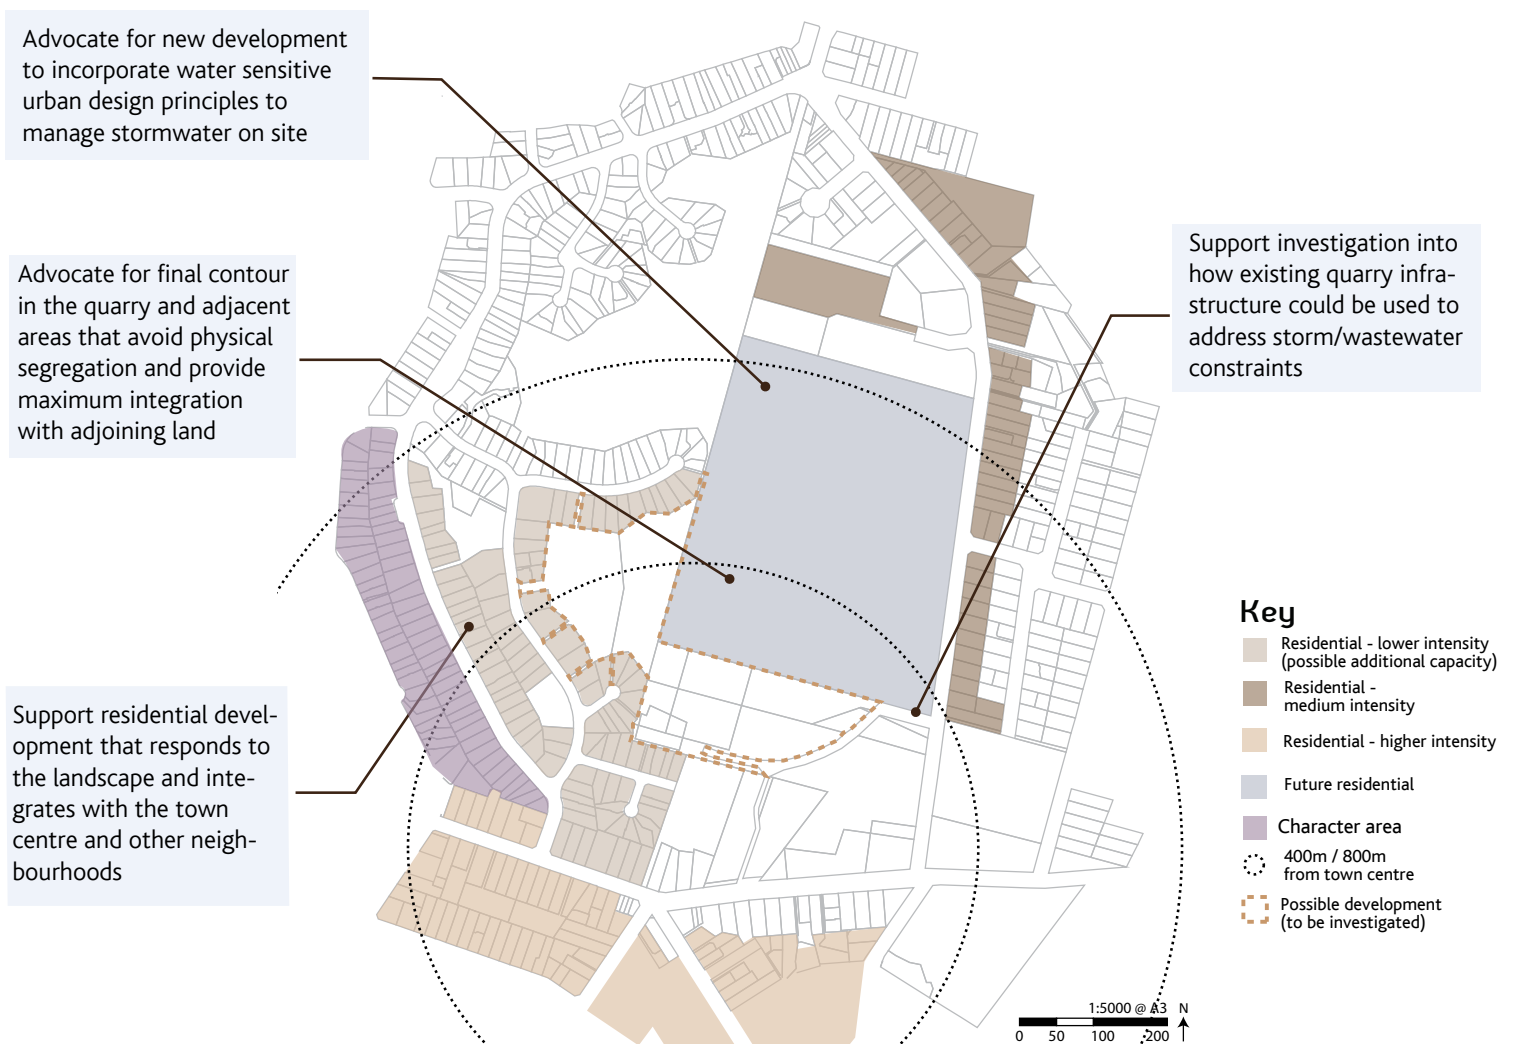 Advocate for new development
to incorporate water sensitive
urban design principles to
manage stormwater on site
Advocate for final contour
in the quarry and adjacent
areas that avoid physical
segregation and provide
maximum integration
with adjoining land
Support residential devel-
opment that responds to
the landscape and inte-
grates with the town
centre and other neigh-
bourhoods
Support investigation into
how existing quarry infra-
structure could be used to
address storm/wastewater
constraints
Key
Residential - lower intensity
(possible additional capacity)
Residential -
medium intensity
Residential - higher intensity
Future residential
Character area
400m / 800m
from town centre
Possible development
(to be investigated)
1:5000 @ A3 N
0 50 100 200